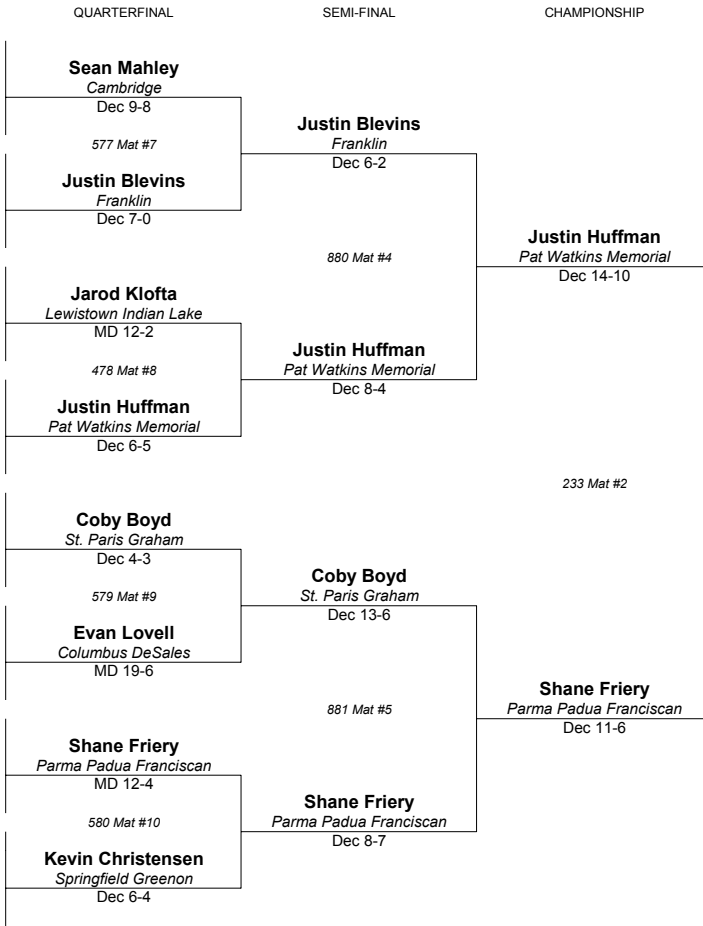 QUARTERFINAL SEMI-FINAL CHAMPIONSHIP
Sean Mahley
Cambridge
Dec 9-8
577 Mat #7
Justin Blevins
Franklin
Dec 7-0
Jarod Klofta
Lewistown Indian Lake
MD 12-2
478 Mat #8
Justin Huffman
Pat Watkins Memorial
Dec 6-5
Coby Boyd
St. Paris Graham
Dec 4-3
579 Mat #9
Evan Lovell
Columbus DeSales
MD 19-6
Shane Friery
Parma Padua Franciscan
MD 12-4
580 Mat #10
Kevin Christensen
Springfield Greenon
Dec 6-4
Justin Blevins
Franklin
Dec 6-2
880 Mat #4
Justin Huffman
Pat Watkins Memorial
Dec 8-4
Coby Boyd
St. Paris Graham
Dec 13-6
881 Mat #5
Shane Friery
Parma Padua Franciscan
Dec 8-7
Justin Huffman
Pat Watkins Memorial
Dec 14-10
233 Mat #2
Shane Friery
Parma Padua Franciscan
Dec 11-6